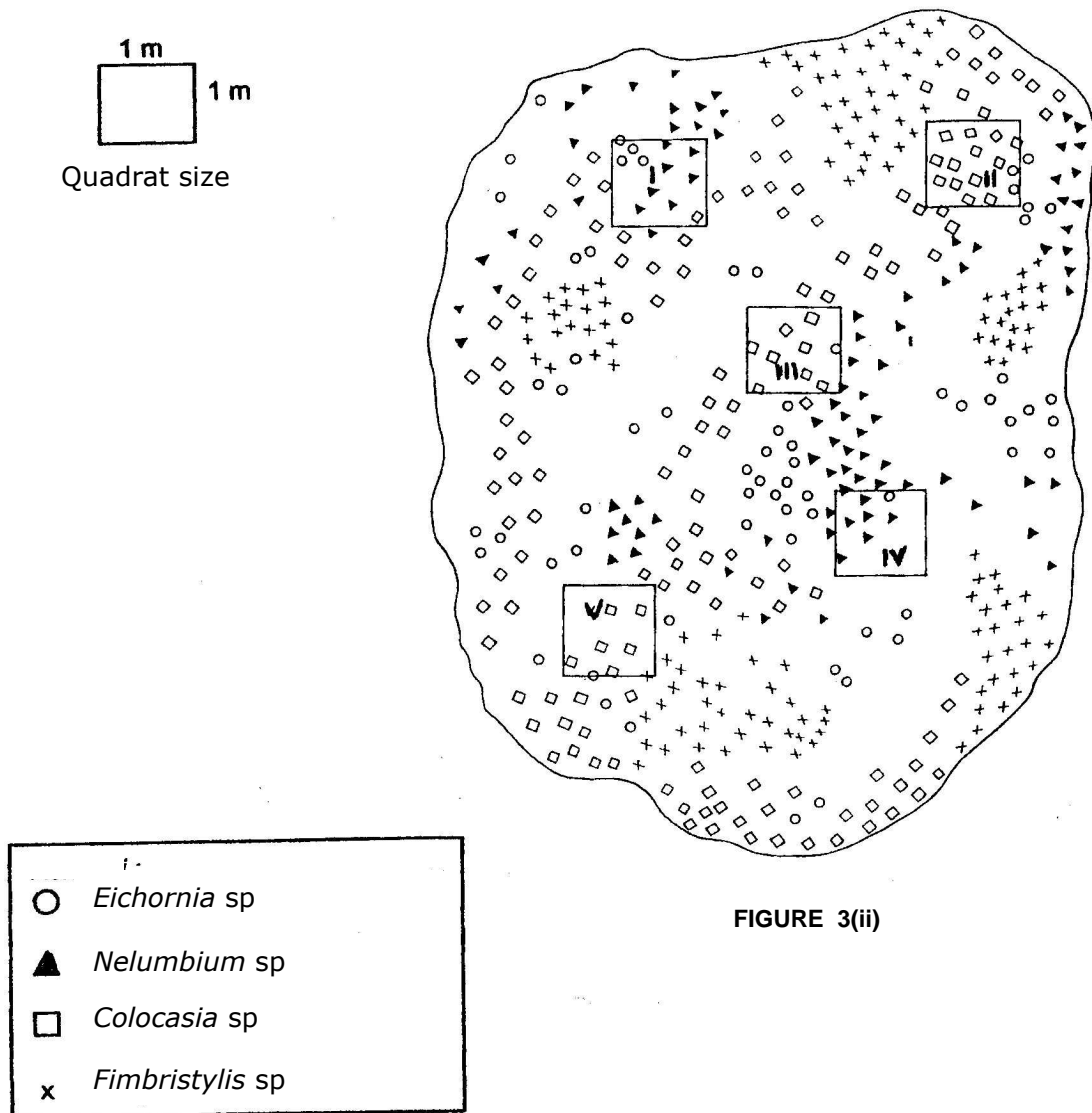 1 m
1 m
Quadrat size
I
II
III
IV
V
FIGURE 3(ii)
Eichornia sp
Nelumbium sp
Colocasia sp
x Fimbristylis sp